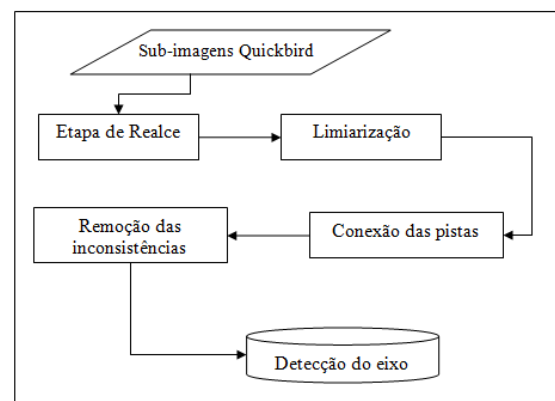 Sub-imagens Quickbird
Etapa de Realce
Limiarização
Conexão das pistas
Remoção das
inconsistências
Detecção do eixo